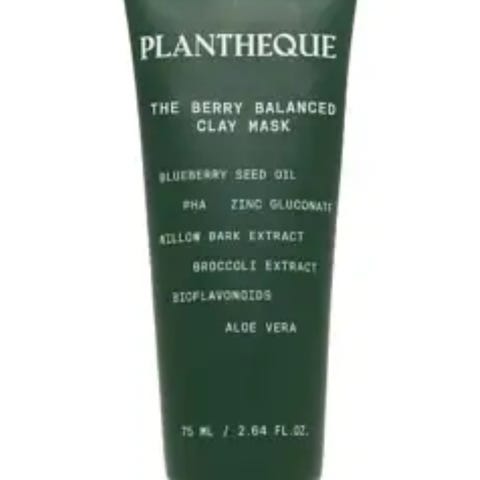 PLANTHEQUE
THE BERRY BALANCED
CLAY MASK
BLUEBERRY SEED OIL
PHA ZINC GLUCONATE
WILLOW BARK EXTRACT
BROCCOLI EXTRACT
BIOFLAVONOIDS
ALOE VERA
75 ML / 2.64 FL.OZ.